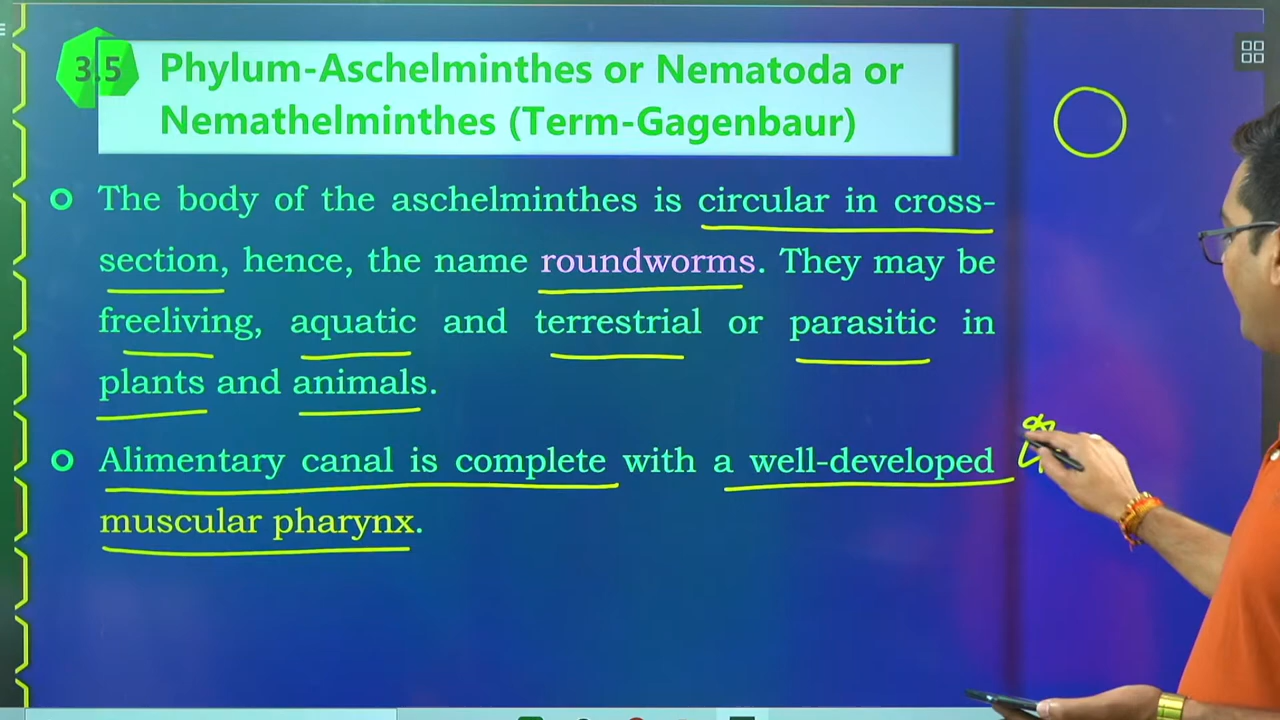 3.5
Phylum-Aschelminthes or Nematoda or
Nemathelminthes (Term-Gagenbaur)
The body of the aschelminthes is circular in cross-
section, hence, the name roundworms. They may be
freeliving, aquatic and terrestrial or parasitic in
plants and animals.
Alimentary canal is complete with a well-developed
muscular pharynx.